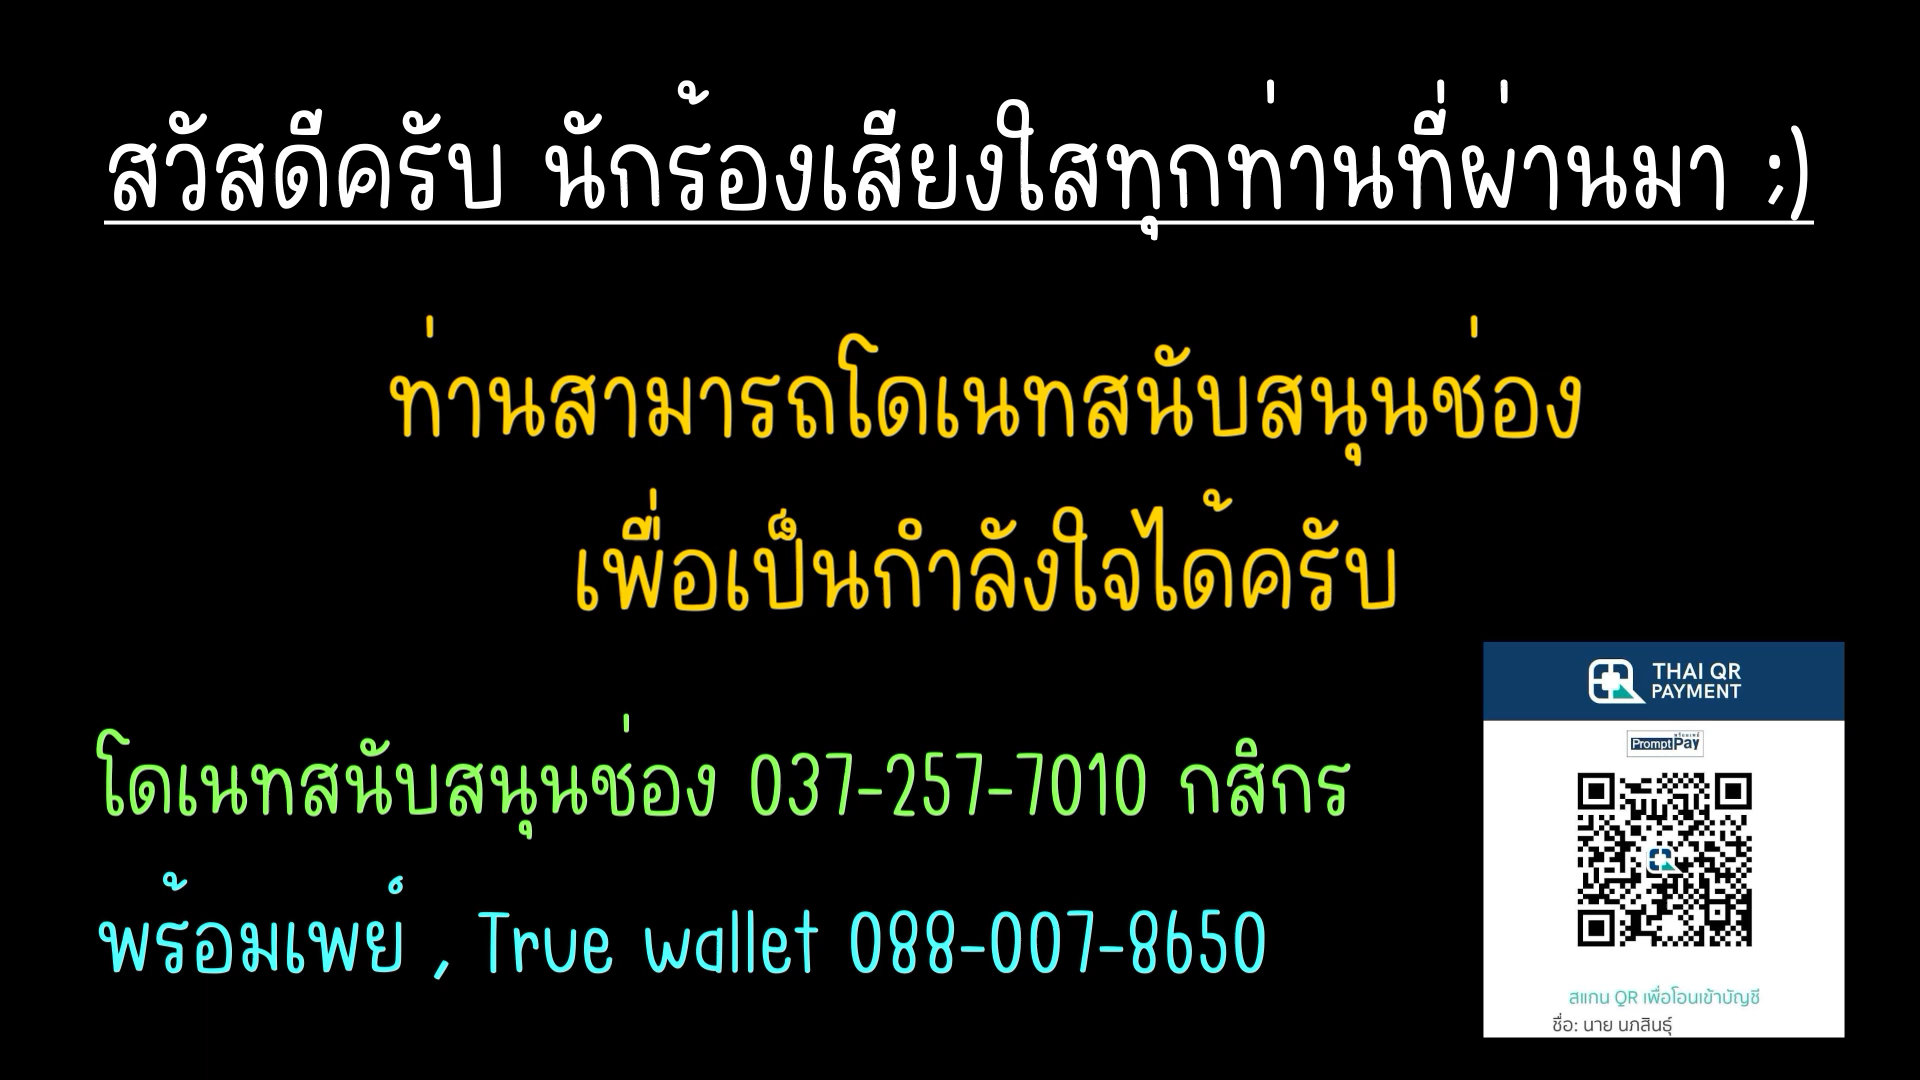 สวัสดีครับ นักร้องเสียงใสทุกท่านที่ผ่านมา ;)
ท่านสามารถโดเนทสนับสนุนช่อง
เพื่อเป็นกำลังใจได้ครับ
โดเนทสนับสนุนช่อง 037-257-7010 กสิกร
พร้อมเพย์ , True wallet 088-007-8650
THAI QR
PAYMENT
พร้อมเพย์
PromptPay
สแกน QR เพื่อโอนเข้าบัญชี
ชื่อ: นาย นภสินธุ์